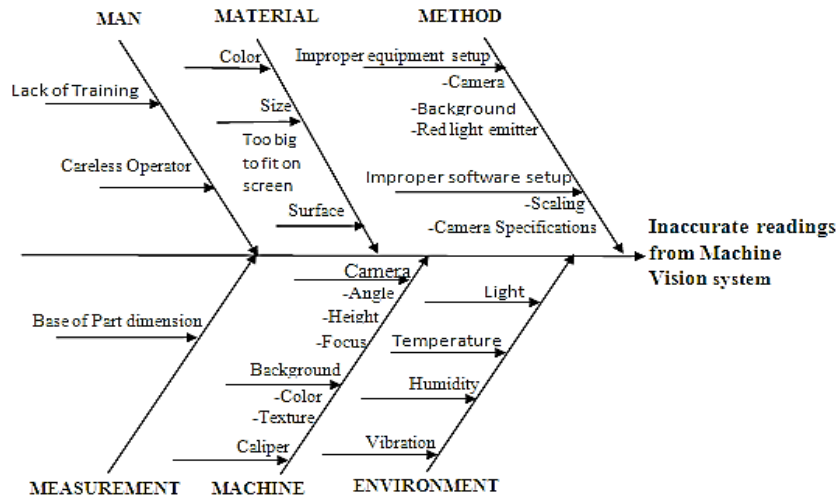 MAN
MATERIAL
METHOD
Color
Improper equipment setup
-Camera
Lack of Training
Size
-Background
-Red light emitter
Too big
to fit on
screen
Careless Operator
Improper software setup
-Scaling
Surface
-Camera Specifications
Inaccurate readings
from Machine
Vision system
Camera
-Angle
-Height
-Focus
Light
Base of Part dimension
Temperature
Background
-Color
-Texture
Humidity
Caliper
Vibration
MEASUREMENT
MACHINE
ENVIRONMENT